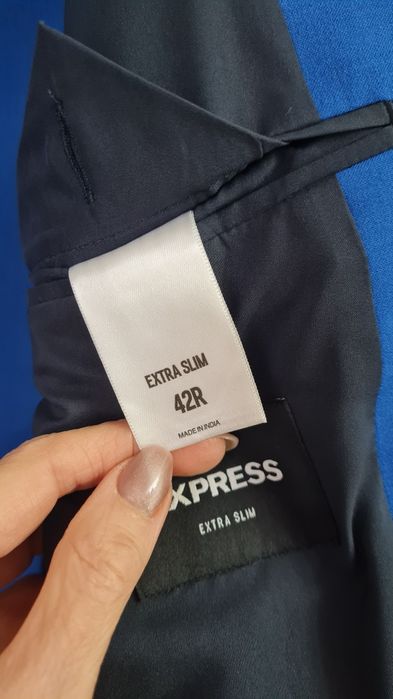 EXTRA SLIM
42R
MADE IN INDIA
XPRESS
EXTRA SLIM